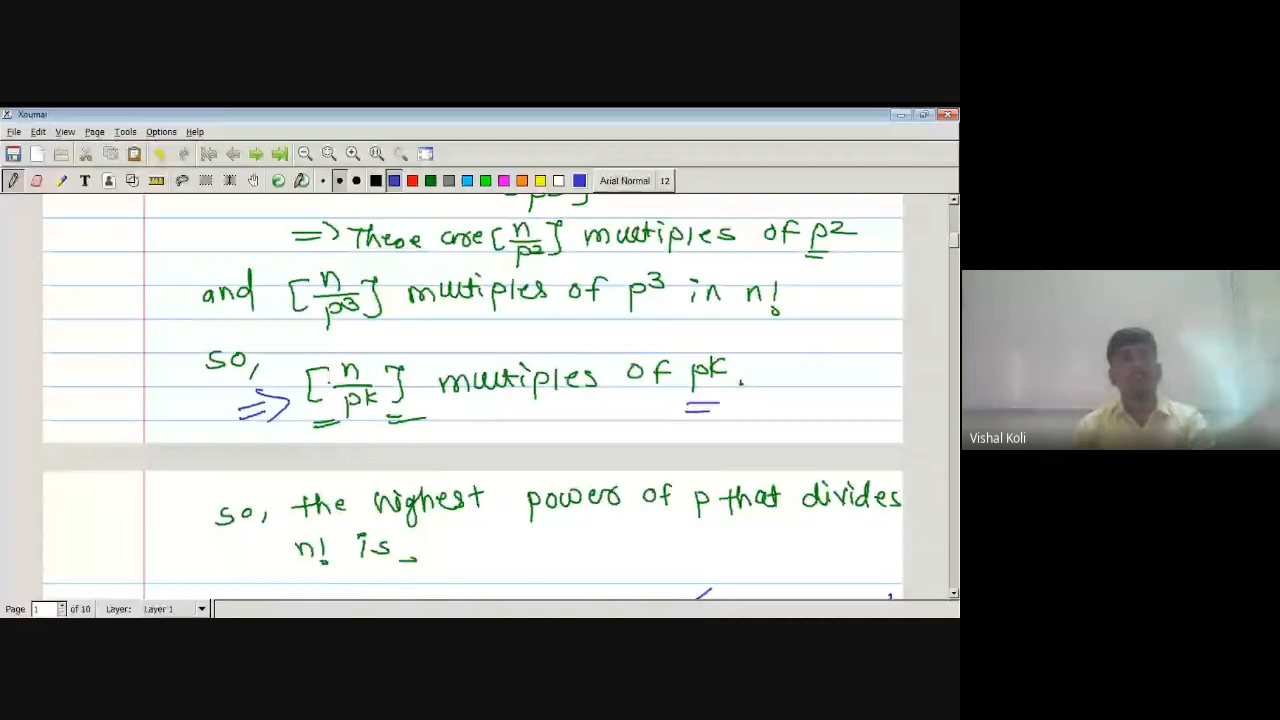 Xournal
File Edit View Page Tools Options Help
Arial Normal 12
=> There are [n/p2] multiples of p2
and [n/p3] multiples of p3 in n!
so,
=> [n/pk] multiples of pk.
so, the highest power of p that divides
n! is
Page 1 of 10 Layer: Layer 1
Vishal Koli